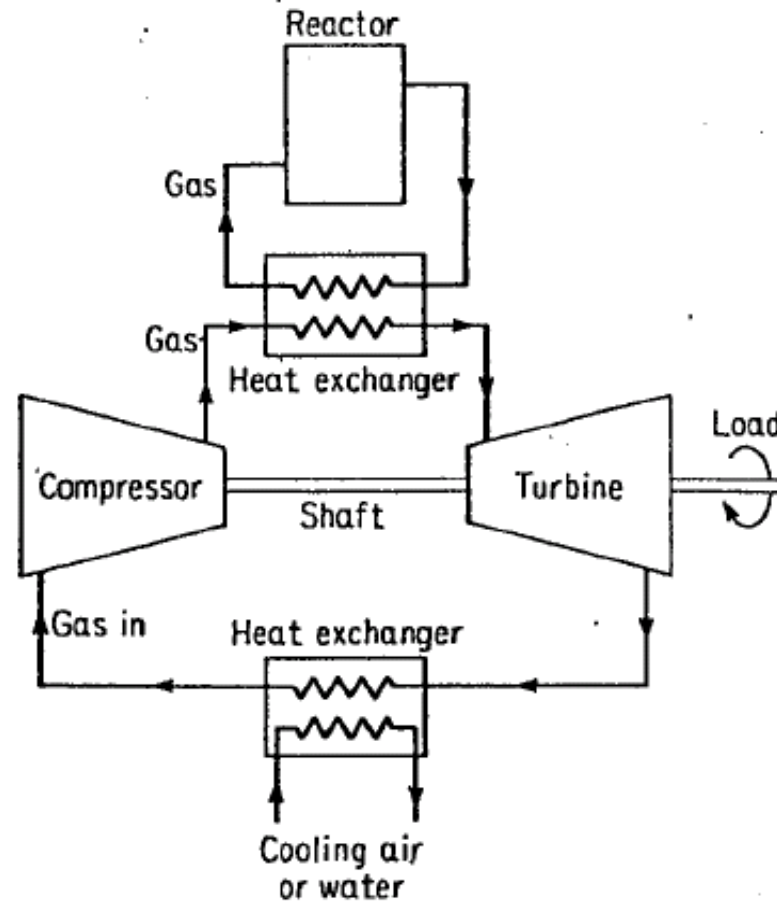 Reactor
Gas
Gas
Heat exchanger
Load
Compressor
Turbine
Shaft
Gas in
Heat exchanger
Cooling air
or water